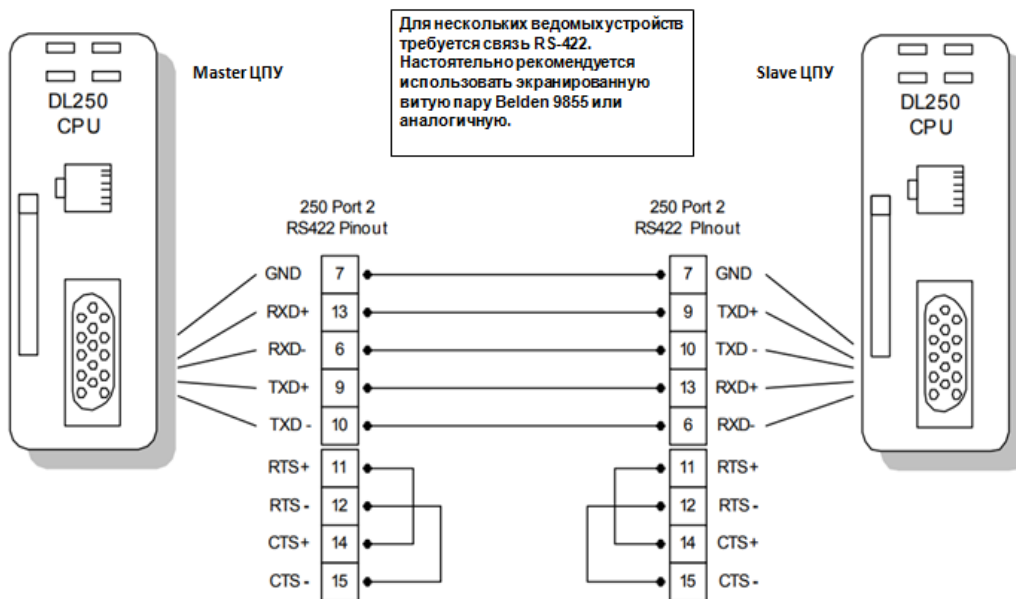 Для нескольких ведомых устройств
требуется связь RS-422.
Настоятельно рекомендуется
использовать экранированную
витую пару Belden 9855 или
аналогичную.
Master ЦПУ
Slave ЦПУ
DL250
CPU
DL250
CPU
250 Port 2
RS422 Pinout
250 Port 2
RS422 PInout
GND 7 7 GND
RXD+ 13 9 TXD+
RXD- 6 10 TXD -
TXD+ 9 13 RXD+
TXD - 10 6 RXD-
RTS+ 11 11 RTS+
RTS - 12 12 RTS -
CTS+ 14 14 CTS+
CTS - 15 15 CTS -